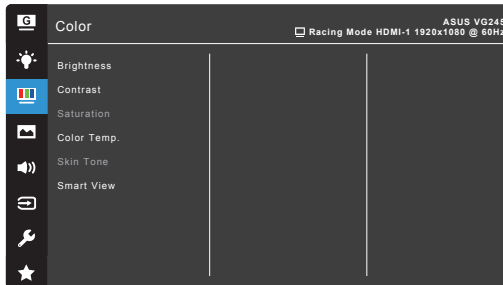 G
Color
ASUS VG245
Racing Mode HDMI-1 1920x1080 @ 60Hz
Brightness
Contrast
Saturation
Color Temp.
Skin Tone
Smart View